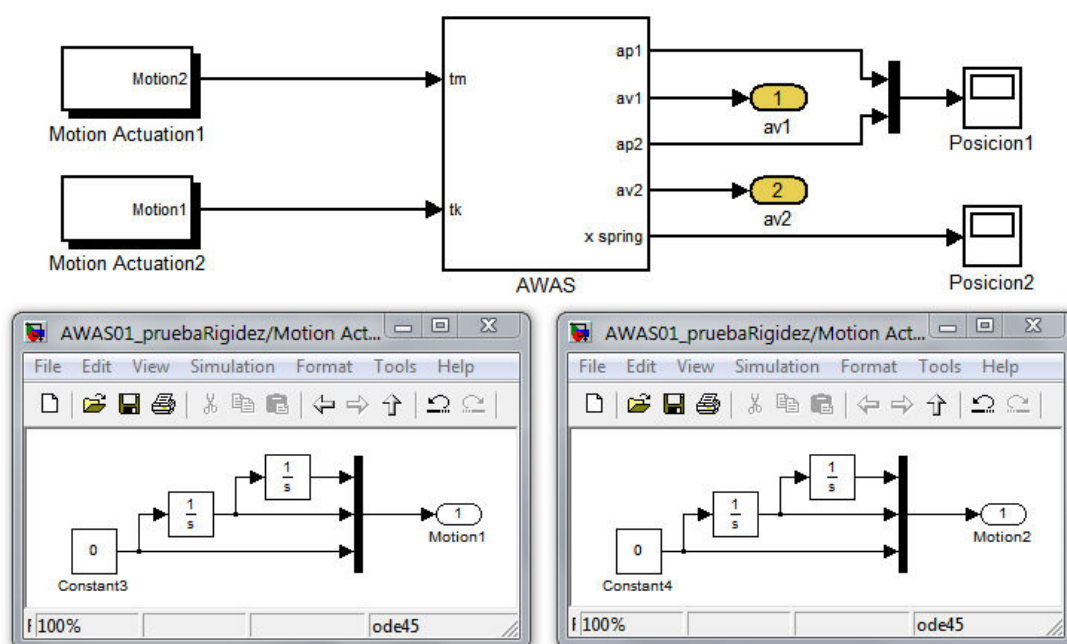 ap1
Motion2
tm
av1
1
Motion Actuation1
av1
Posicion1
ap2
Motion1
tk
av2
2
av2
x spring
Motion Actuation2
AWAS
Posicion2
AWAS01_pruebaRigidez/Motion Act...
File Edit View Simulation Format Tools Help
1
s
1
s
1
Motion1
0
Constant3
F 100% ode45
AWAS01_pruebaRigidez/Motion Act...
File Edit View Simulation Format Tools Help
1
s
1
s
1
Motion2
0
Constant4
F 100% ode45